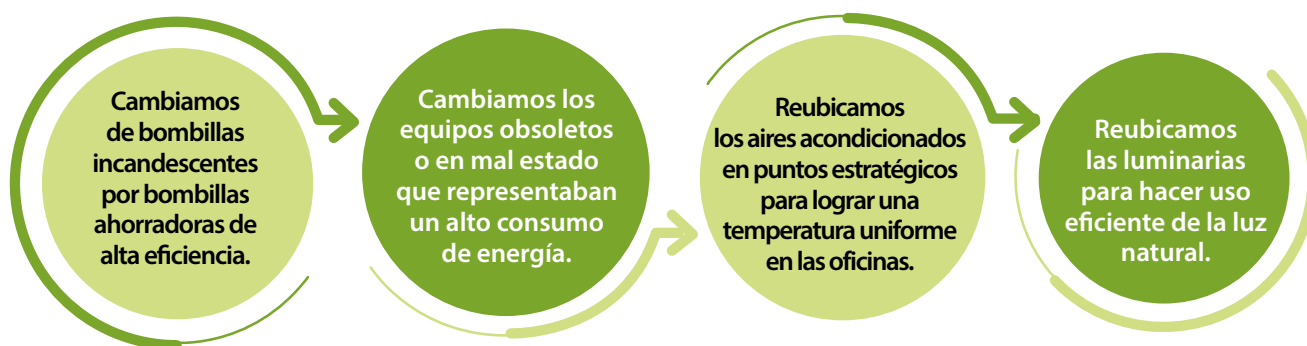 Cambiamos
de bombillas
incandescentes
por bombillas
ahorradoras de
alta eficiencia.
Cambiamos los
equipos obsoletos
o en mal estado
que representaban
un alto consumo
de energía.
Reubicamos
los aires acondicionados
en puntos estratégicos
para lograr una
temperatura uniforme
en las oficinas.
Reubicamos
las luminarias
para hacer uso
eficiente de la luz
natural.